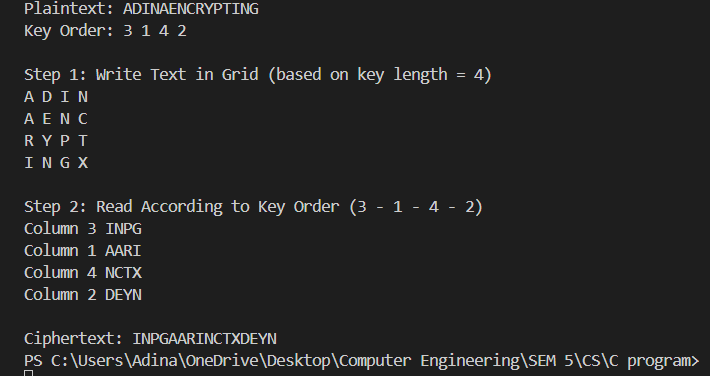 Plaintext: ADINAENCRYPTING
Key Order: 3 1 4 2
Step 1: Write Text in Grid (based on key length = 4)
A D I N
A E N C
R Y P T
I N G X
Step 2: Read According to Key Order (3 - 1 - 4 - 2)
Column 3 INPG
Column 1 AARI
Column 4 NCTX
Column 2 DEYN
Ciphertext: INPGAARINCTXDEYN
PS C:\Users\Adina\OneDrive\Desktop\Computer Engineering\SEM 5\CS\C program>